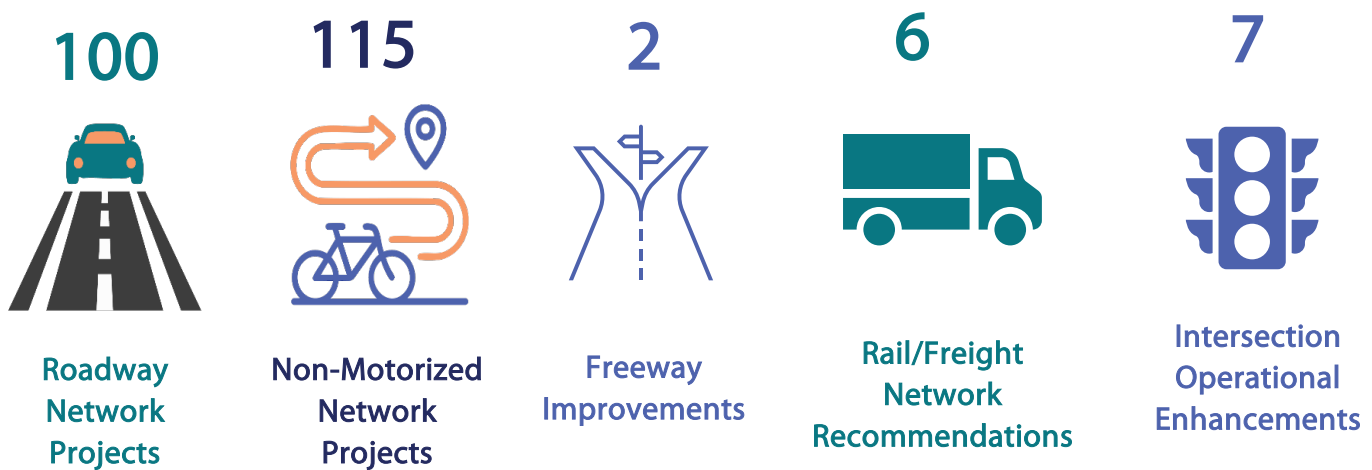 100
Roadway
Network
Projects
115
Non-Motorized
Network
Projects
2
Freeway
Improvements
6
Rail/Freight
Network
Recommendations
7
Intersection
Operational
Enhancements